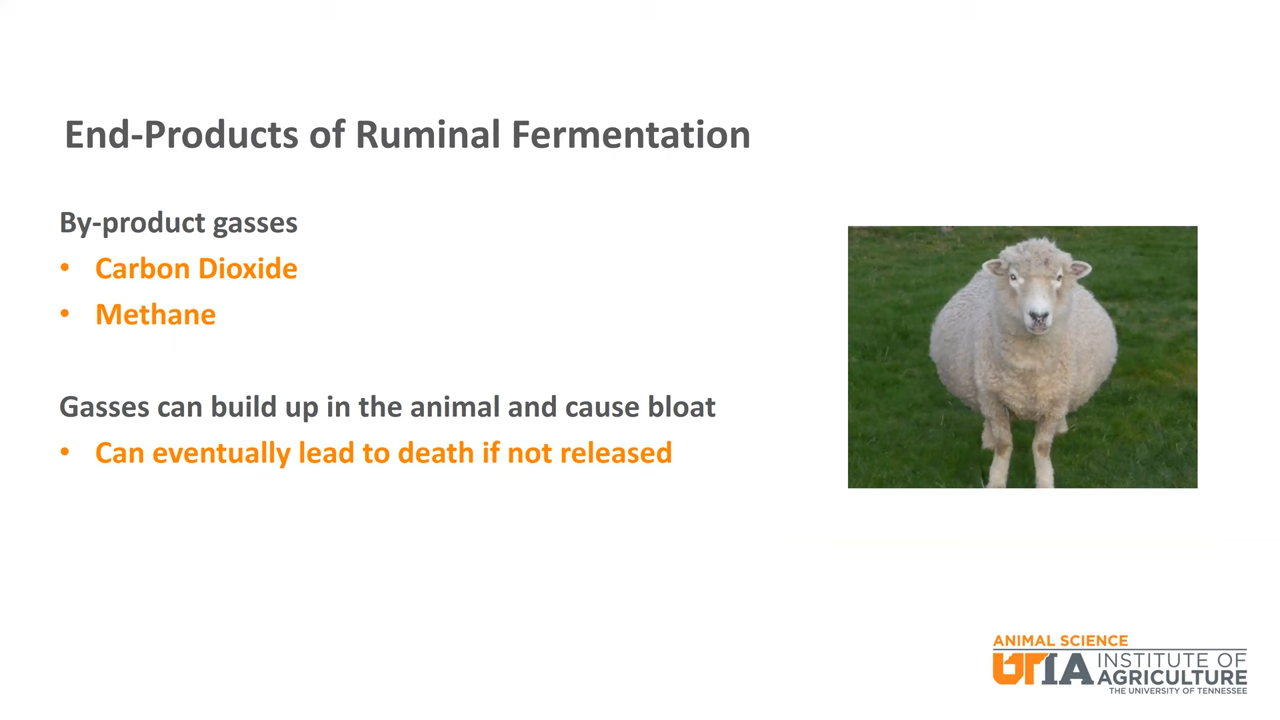 End-Products of Ruminal Fermentation
By-product gasses
• Carbon Dioxide
• Methane
Gasses can build up in the animal and cause bloat
• Can eventually lead to death if not released
ANIMAL SCIENCE
UTIA INSTITUTE OF
AGRICULTURE
THE UNIVERSITY OF TENNESSEE